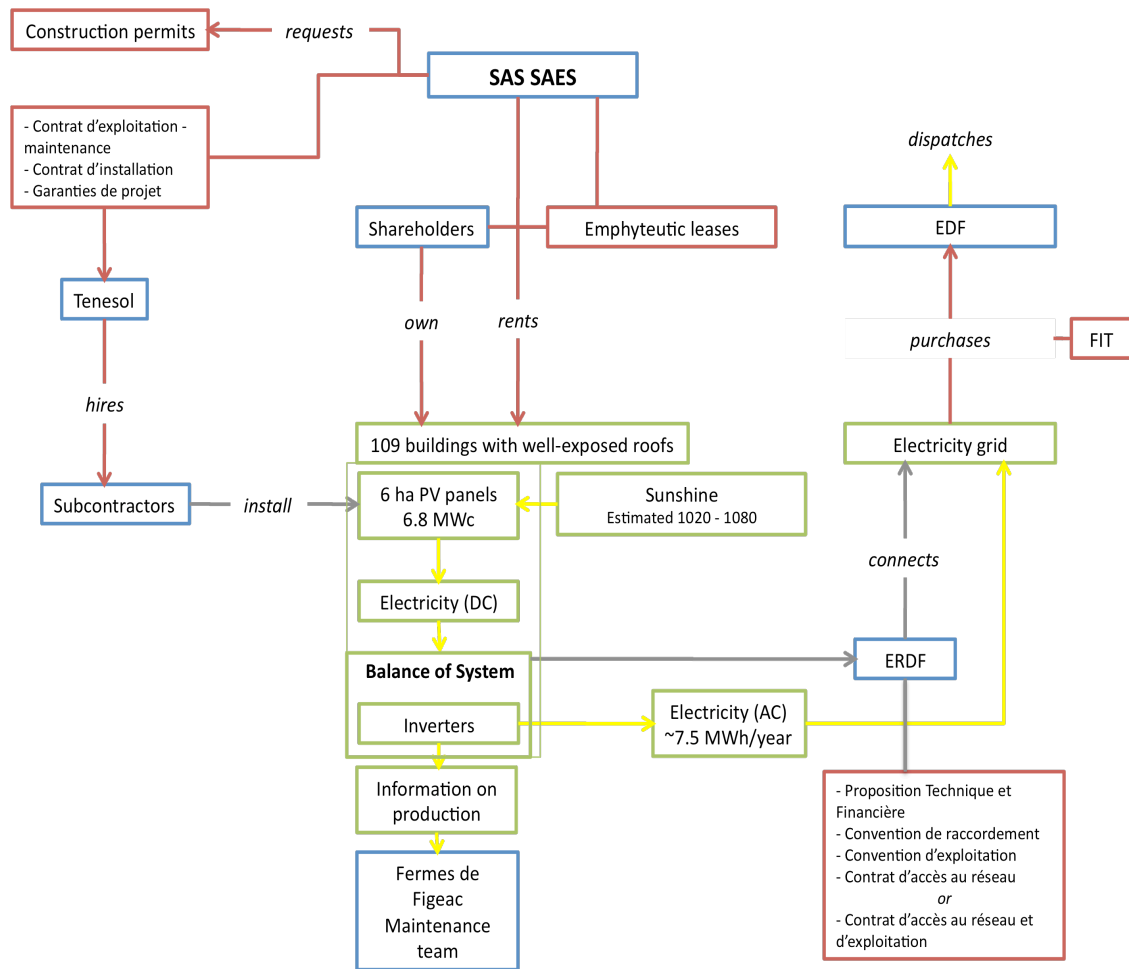 Construction permits
requests
SAS SAES
- Contrat d'exploitation -
maintenance
- Contrat d'installation
- Garanties de projet
dispatches
Shareholders
Emphyteutic leases
EDF
Tenesol
own
rents
purchases
FIT
hires
109 buildings with well-exposed roofs
Electricity grid
Subcontractors
install
6 ha PV panels
6.8 MWc
Sunshine
Estimated 1020 - 1080
connects
Electricity (DC)
Balance of System
ERDF
Inverters
Electricity (AC)
~7.5 MWh/year
Information on
production
- Proposition Technique et
Financière
- Convention de raccordement
- Convention d'exploitation
- Contrat d'accès au réseau
or
- Contrat d'accès au réseau et
d'exploitation
Fermes de
Figeac
Maintenance
team